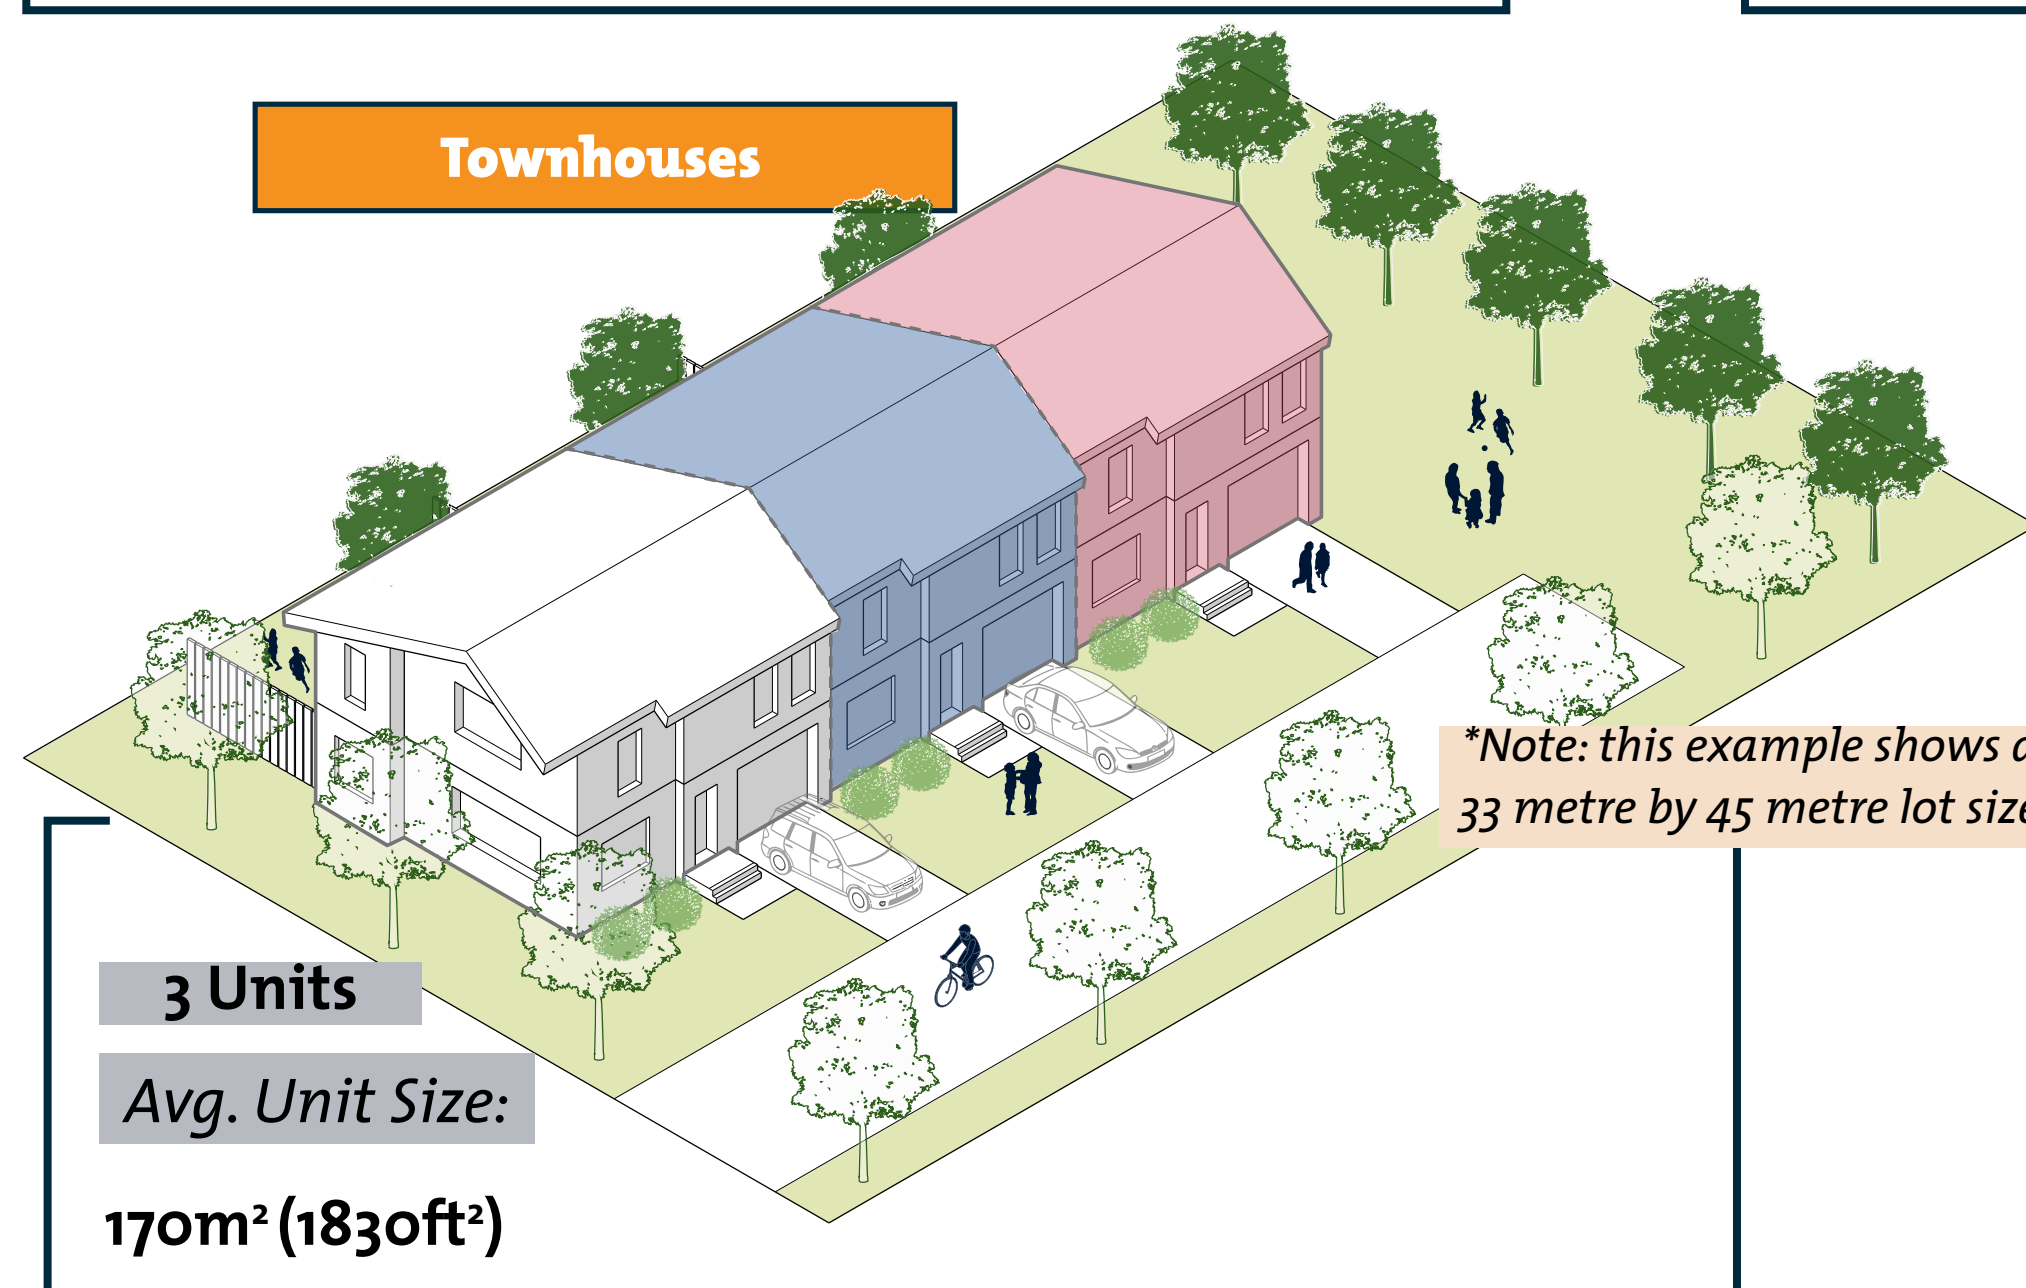 Townhouses
*Note: this example shows
33 metre by 45 metre lot
3 Units
Avg. Unit Size:
170m² (1830ft²)